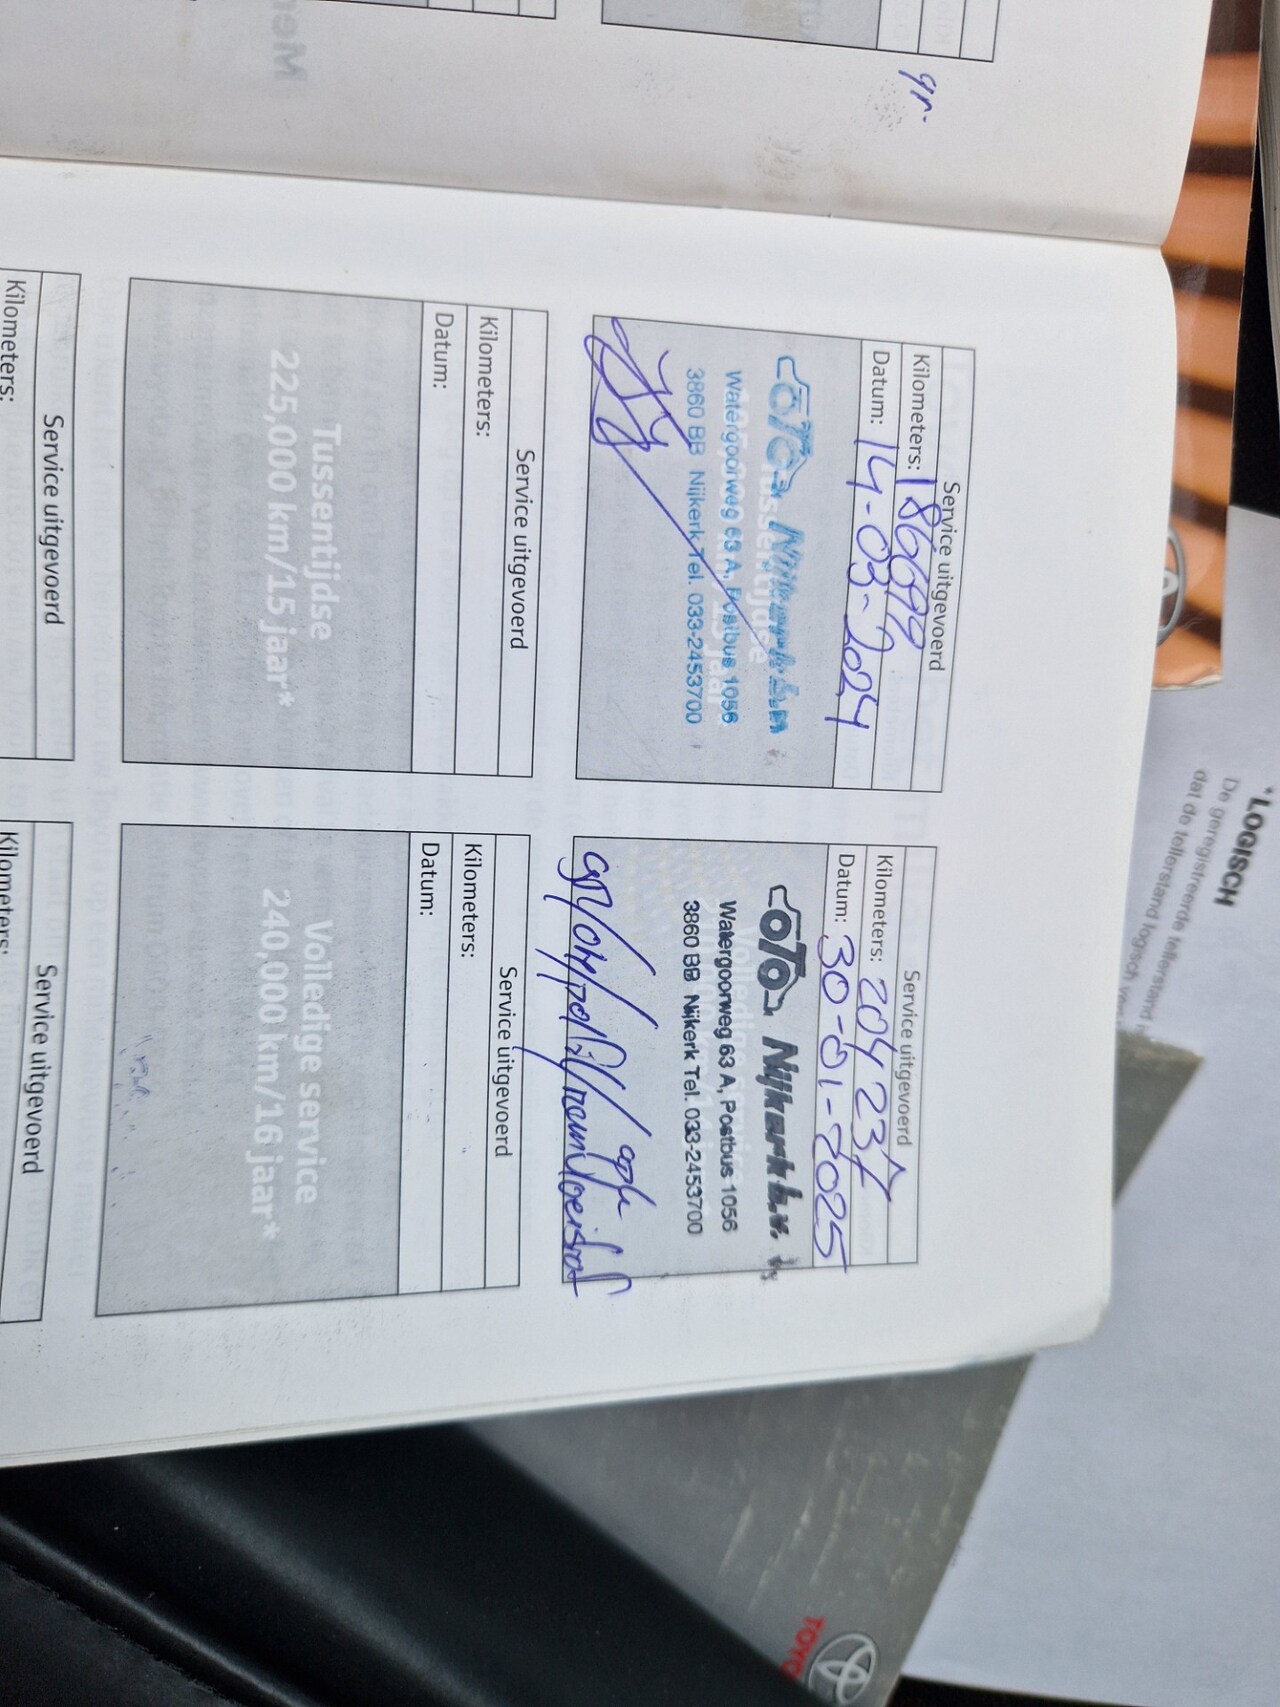 gr.
Service uitgevoerd
Kilometers: 186699
Datum: 14-03-2024
OTO Nijkerk b.v.
Watergoorweg 63 A, Postbus 1056
3860 BB Nijkerk Tel. 033-2453700
Service uitgevoerd
Kilometers: 204237
Datum: 30-01-2025
OTO Nijkerk b.v.
Watergoorweg 63 A, Postbus 1056
3860 BB Nijkerk Tel. 033-2453700
Service uitgevoerd
Kilometers:
Datum:
Tussentijdse
225,000 km/15 jaar*
Service uitgevoerd
Kilometers:
Datum:
Volledige service
240,000 km/16 jaar*
Service uitgevoerd
Kilometers:
Service uitgevoerd
Kilometers:
*LOGISCH
De geregistreerde tellerstand
dat de tellerstand logisch